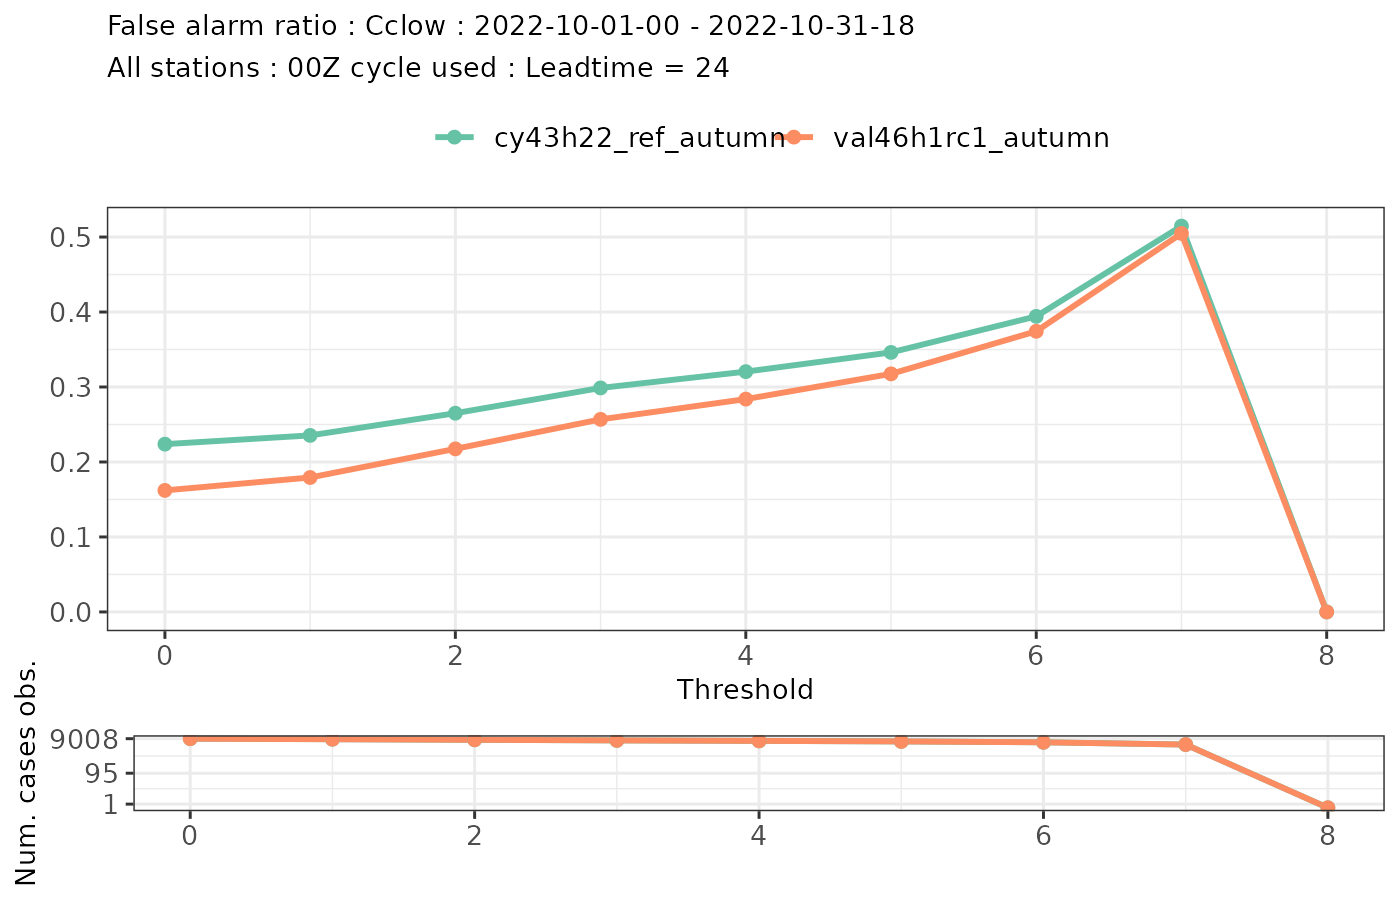 False alarm ratio : Cclow : 2022-10-01-00 - 2022-10-31-18
All stations : 00Z cycle used : Leadtime = 24
cy43h22_ref_autumn val46h1rc1_autumn
0.5
0.4
0.3
0.2
0.1
0.0
0 2 4 6 8
Threshold
Num. cases obs.
9008
95
1
0 2 4 6 8